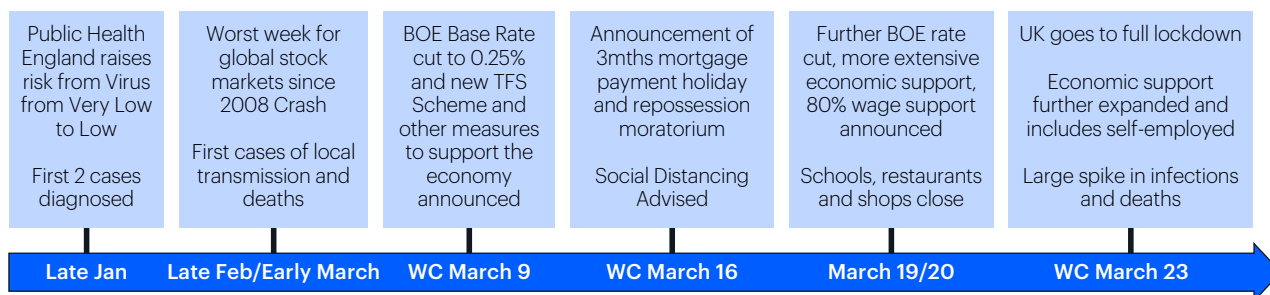 Public Health
England raises
risk from Virus
from Very Low
to Low
First 2 cases
diagnosed
Worst week for
global stock
markets since
2008 Crash
First cases of local
transmission and
deaths
BOE Base Rate
cut to 0.25%
and new TFS
Scheme and
other measures
to support the
economy
announced
Announcement of
3mths mortgage
payment holiday
and repossession
moratorium
Social Distancing
Advised
Further BOE rate
cut, more extensive
economic support,
80% wage support
announced
Schools, restaurants
and shops close
UK goes to full lockdown
Economic support
further expanded and
includes self-employed
Large spike in infections
and deaths
Late Jan
Late Feb/Early March
WC March 9
WC March 16
March 19/20
WC March 23